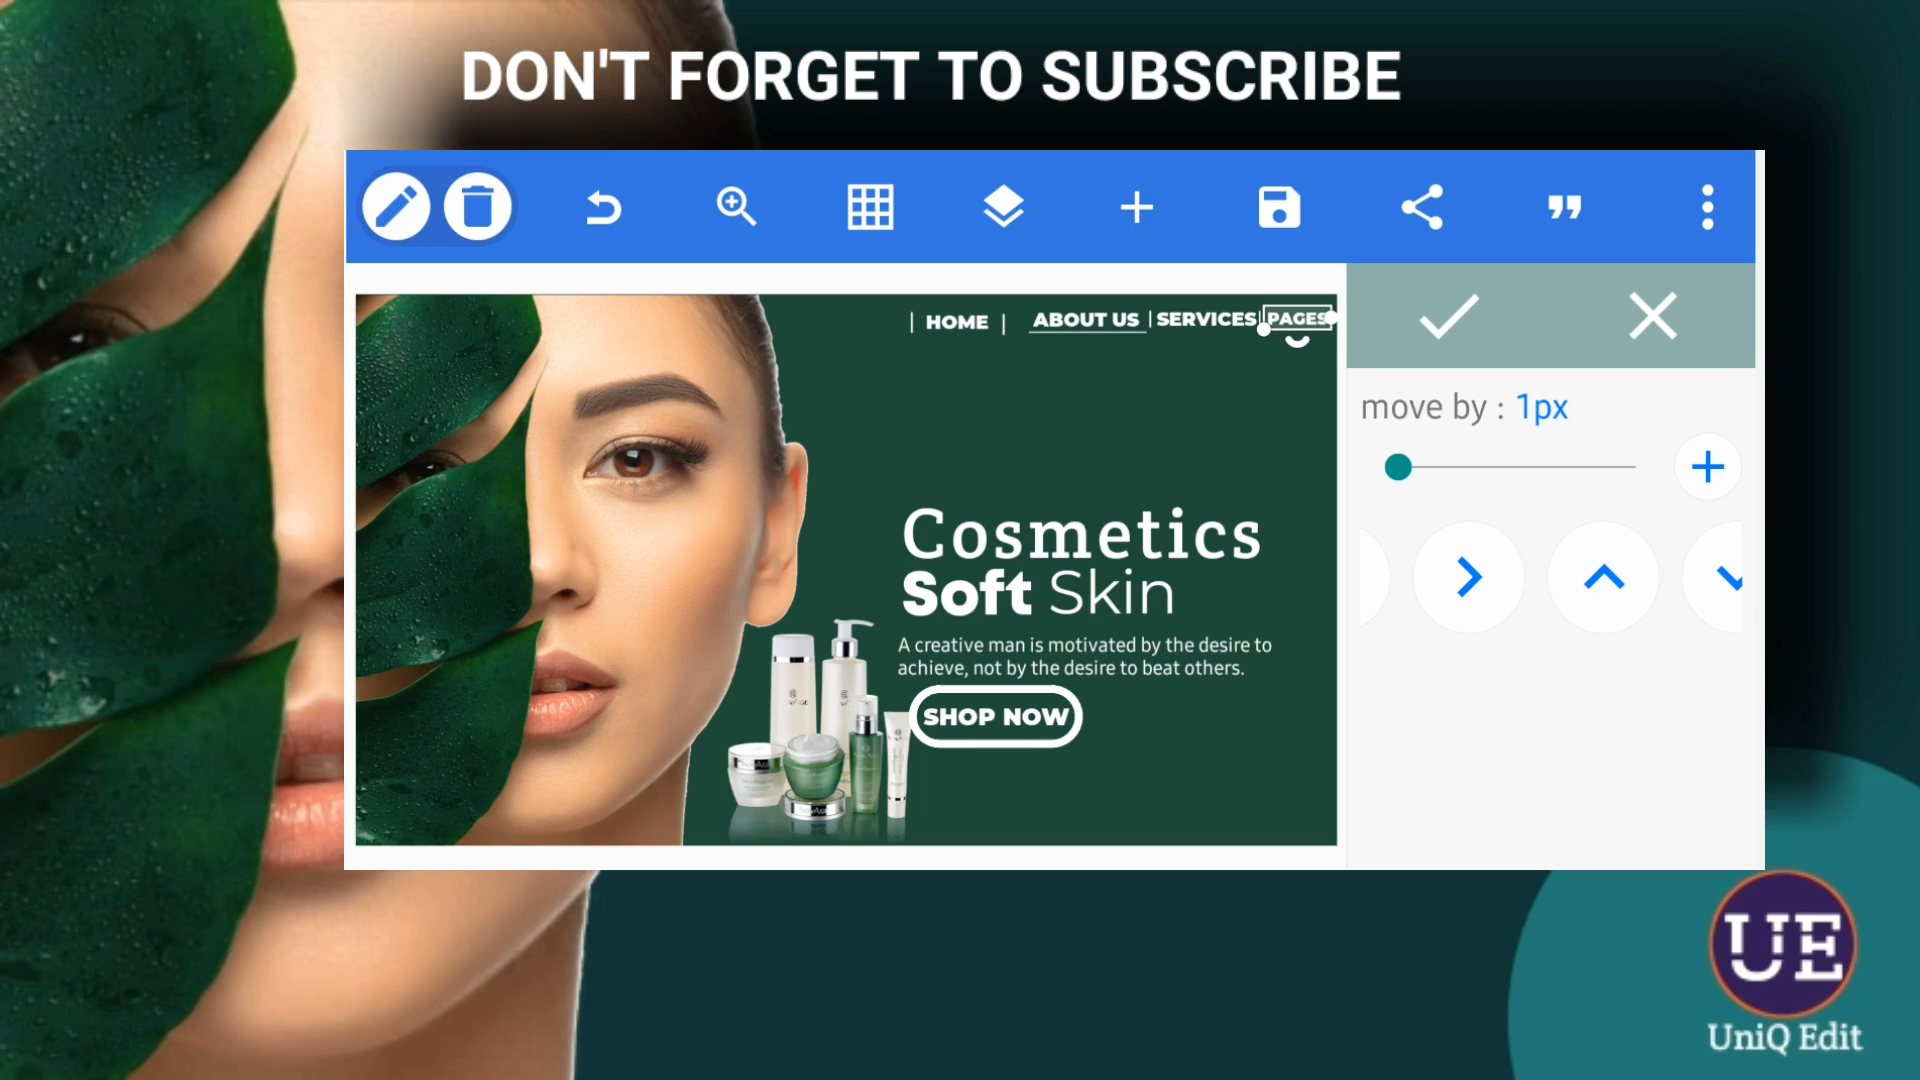 DON'T FORGET TO SUBSCRIBE
| HOME | ABOUT US | SERVICES | PAGES
move by : 1px
Cosmetics
Soft Skin
A creative man is motivated by the desire to
achieve, not by the desire to beat others.
SHOP NOW
UE
UniQ Edit